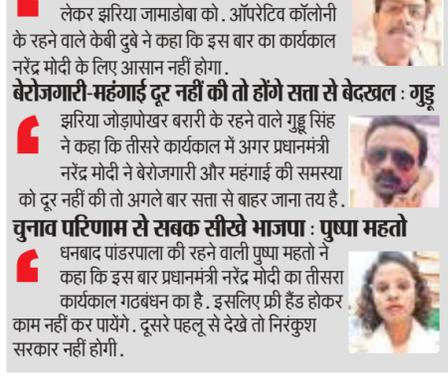 लेकर झरिया जामाडोबा को. ऑपरेटिव कॉलोनी
के रहने वाले केबी दुबे ने कहा कि इस बार का कार्यकाल
नरेंद्र मोदी के लिए आसान नहीं होगा.
बेरोजगारी-महंगाई दूर नहीं की तो होंगे सत्ता से बेदखल : गुड्डू
झरिया जोड़ापोखर बरारी के रहने वाले गुड्डू सिंह
ने कहा कि तीसरे कार्यकाल में अगर प्रधानमंत्री
नरेंद्र मोदी ने बेरोजगारी और महंगाई की समस्या
को दूर नहीं की तो अगले बार सत्ता से बाहर जाना तय है.
चुनाव परिणाम से सबक सीखे भाजपा : पुष्पा महतो
धनबाद पांडरपाला की रहने वाली पुष्पा महतो ने
कहा कि इस बार प्रधानमंत्री नरेंद्र मोदी का तीसरा
कार्यकाल गठबंधन का है. इसलिए फ्री हैंड होकर
काम नहीं कर पायेंगे. दूसरे पहलू से देखे तो निरंकुश
सरकार नहीं होगी.